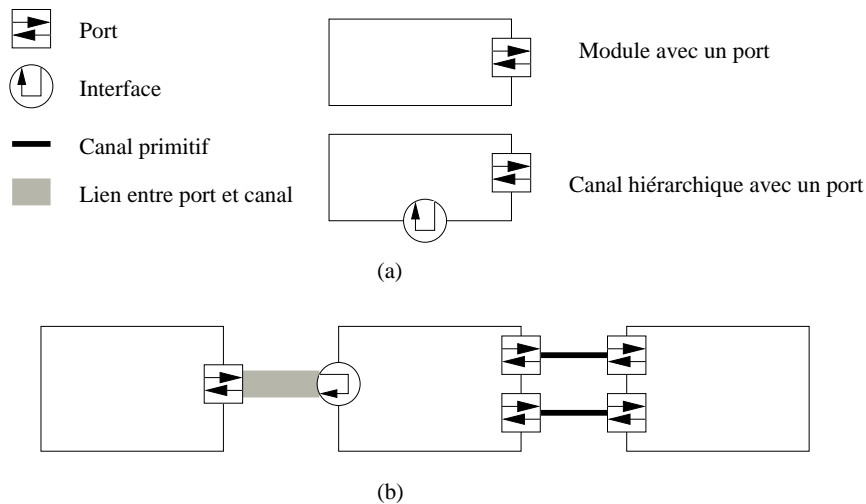 Port
Module avec un port
Interface
Canal primitif
Lien entre port et canal
Canal hiérarchique avec un port
(a)
(b)